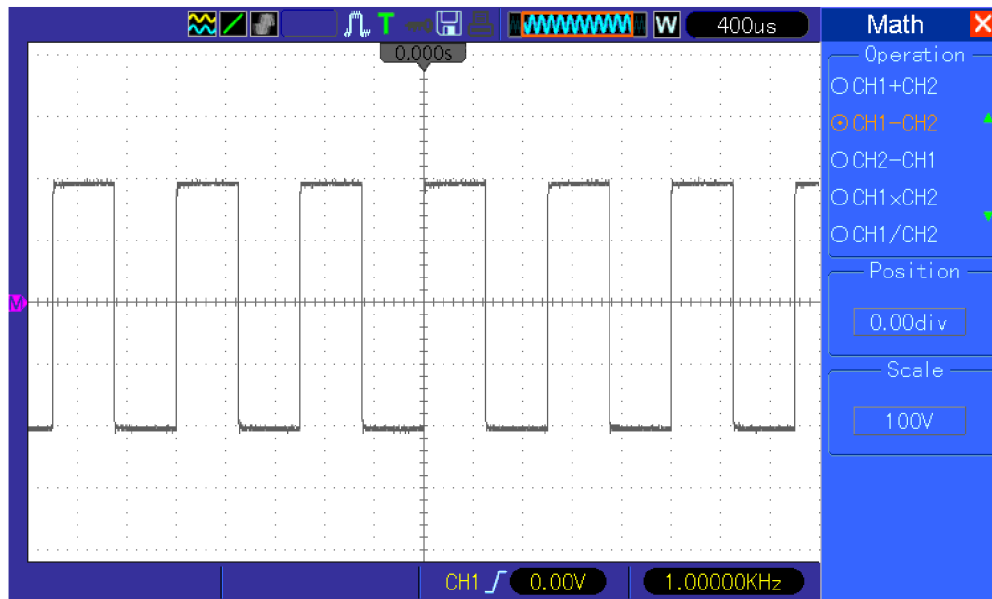 T
W
400us
0.000s
Math
Operation
CH1+CH2
CH1-CH2
CH2-CH1
CH1×CH2
CH1/CH2
Position
0.00div
Scale
100V
M
CH1
0.00V
1.00000KHz